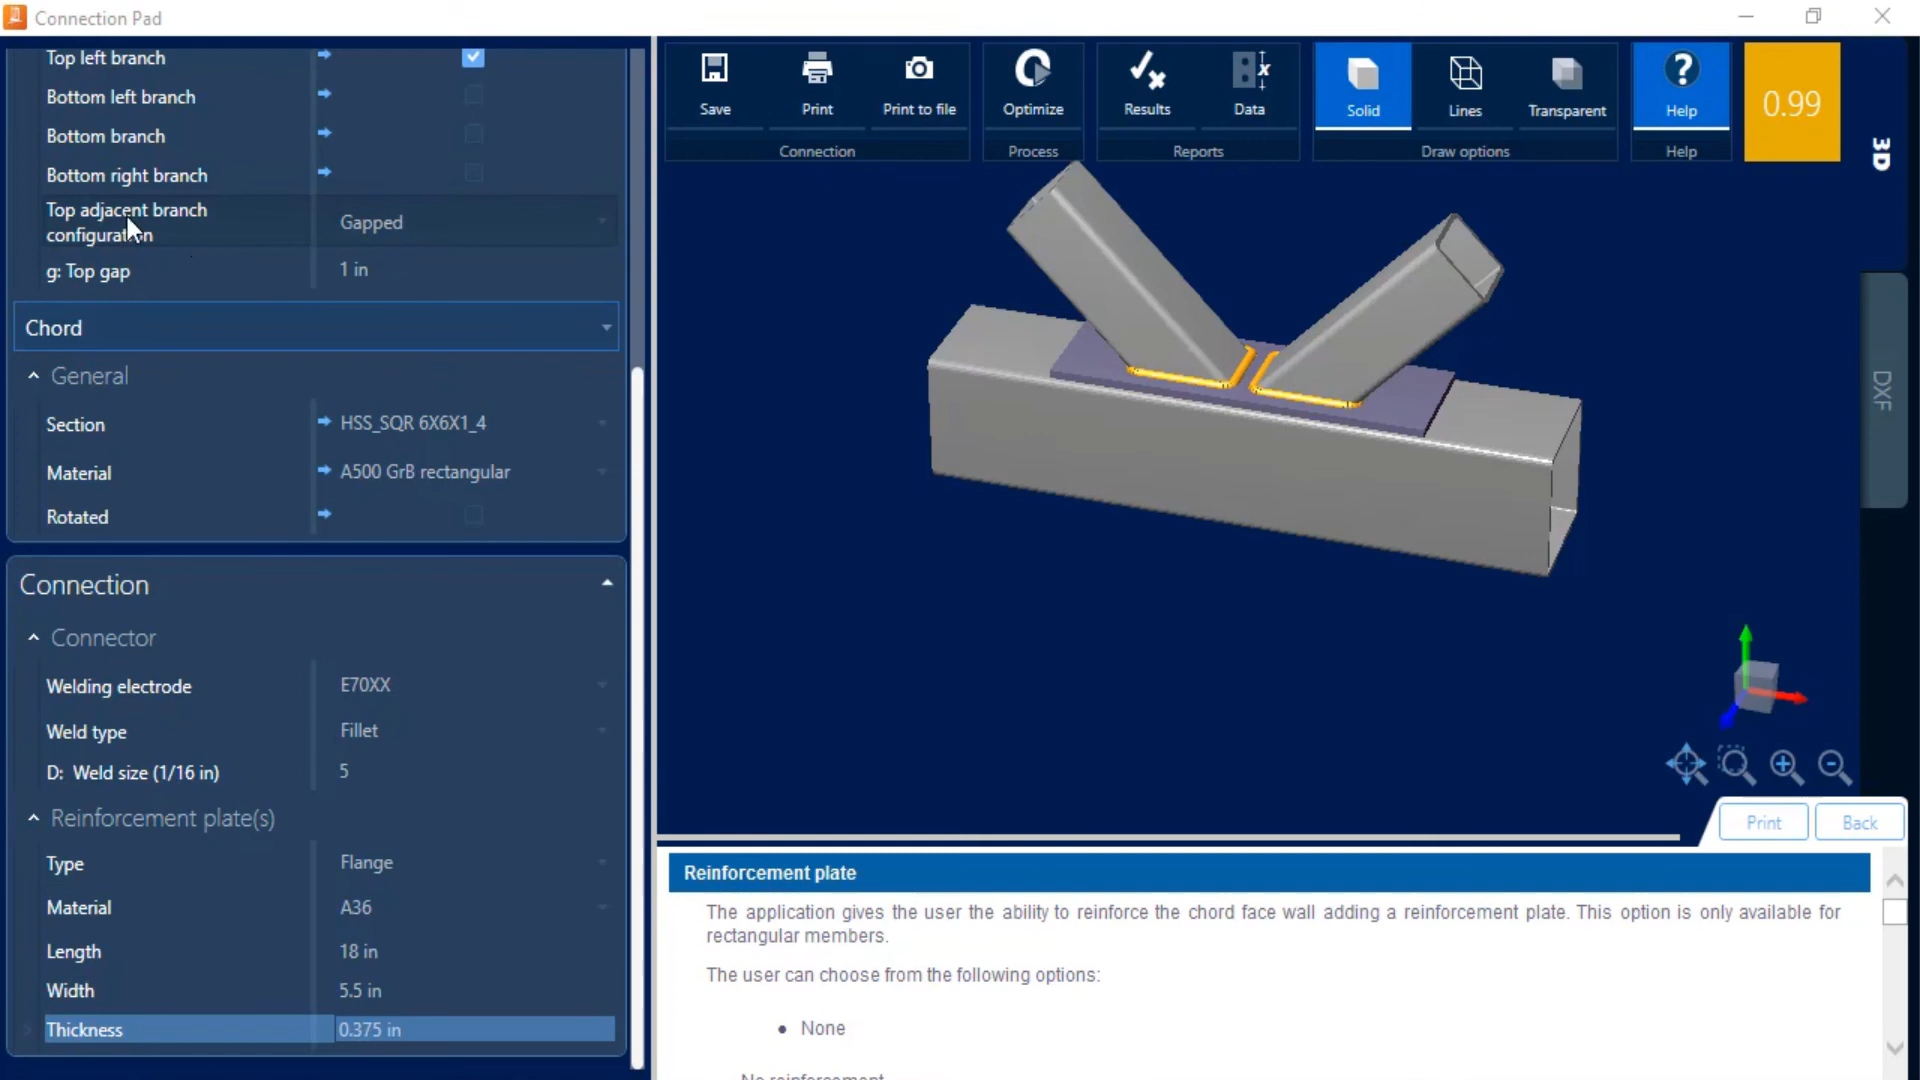 Connection Pad
Top left branch
Bottom left branch
Bottom branch
Bottom right branch
Top adjacent branch
configuration
Gapped
g: Top gap
1 in
Chord
General
Section
HSS_SQR 6X6X1_4
Material
A500 GrB rectangular
Rotated
Connection
Connector
Welding electrode
E70XX
Weld type
Fillet
D: Weld size (1/16 in)
5
Reinforcement plate(s)
Type
Flange
Material
A36
Length
18 in
Width
5.5 in
Thickness
0.375 in
Save
Print
Print to file
Connection
Optimize
Process
Results
Data
Reports
Solid
Lines
Transparent
Draw options
Help
Help
0.99
3D
DXF
Print
Back
Reinforcement plate
The application gives the user the ability to reinforce the chord face wall adding a reinforcement plate. This option is only available for
rectangular members.
The user can choose from the following options:
• None
No reinforcement